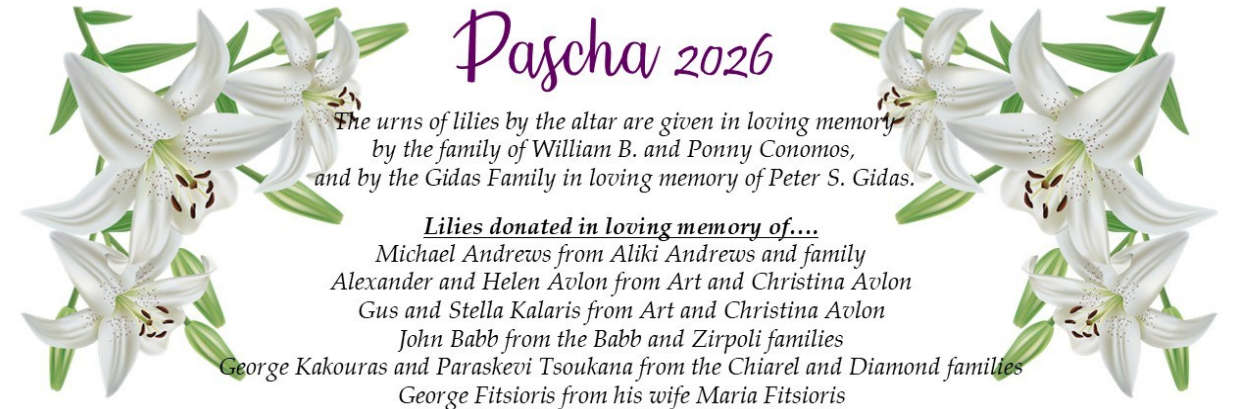 Pascha 2026
The urns of lilies by the altar are given in loving memory
by the family of William B. and Ponny Conomos,
and by the Gidas Family in loving memory of Peter S. Gidas.
Lilies donated in loving memory of....
Michael Andrews from Aliki Andrews and family
Alexander and Helen Avlon from Art and Christina Avlon
Gus and Stella Kalaris from Art and Christina Avlon
John Babb from the Babb and Zirpoli families
George Kakouras and Paraskevi Tsoukana from the Chiarel and Diamond families
George Fitsioris from his wife Maria Fitsioris